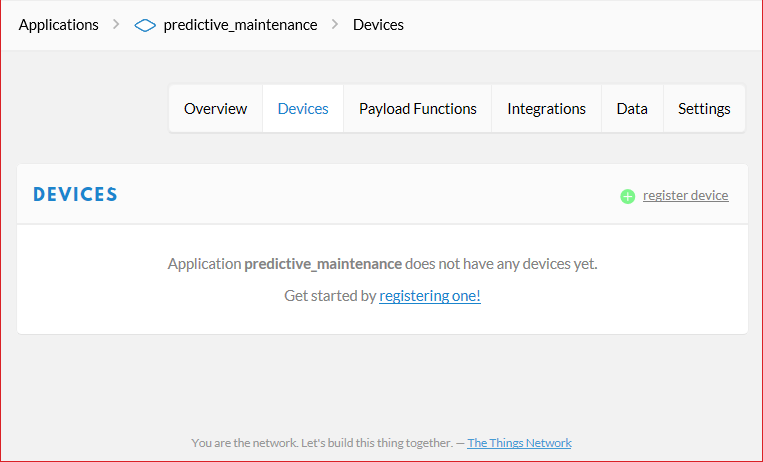 Applications > predictive_maintenance > Devices
Overview Devices Payload Functions Integrations Data Settings
DEVICES register device
Application predictive_maintenance does not have any devices yet.
Get started by registering one!
You are the network. Let's build this thing together. — The Things Network